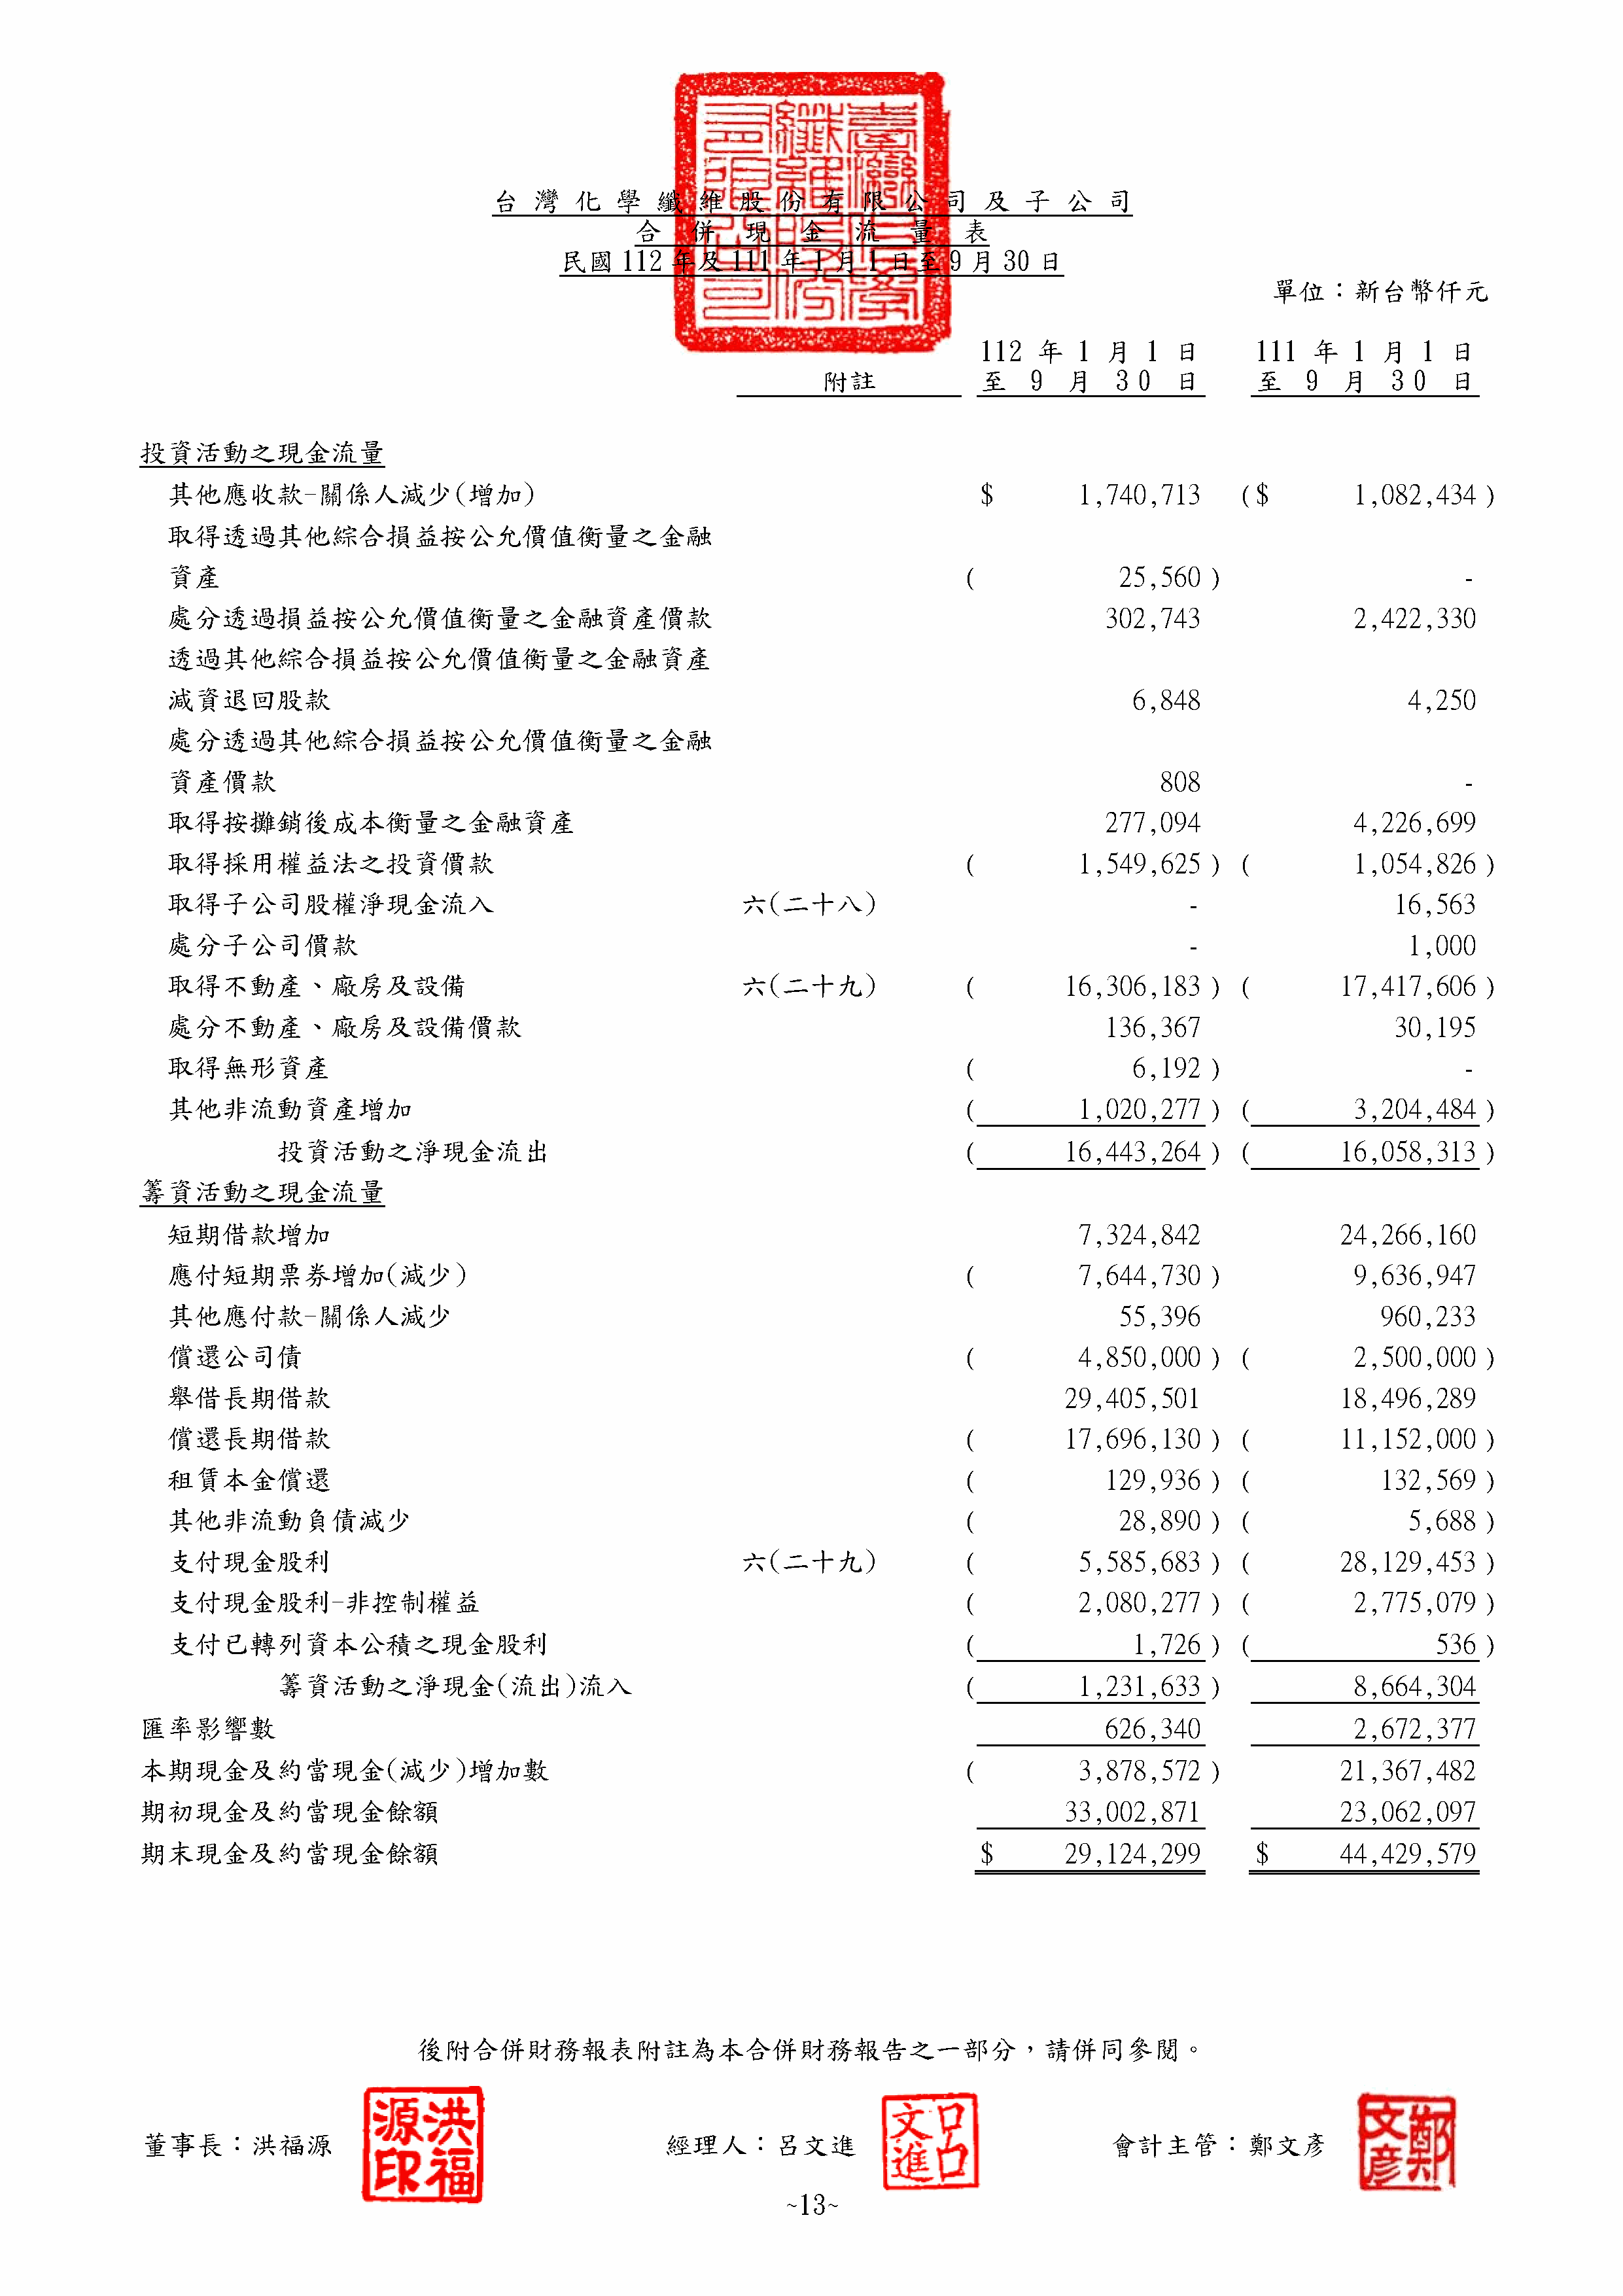 台灣化學纖維股份有限公司及子公司
合併現金流量表
民國112年及111年1月1日至9月30日
單位：新台幣仟元
112 年 1 月 1 日 111 年 1 月 1 日
附註 至 9 月 30 日 至 9 月 30 日
投資活動之現金流量
其他應收款-關係人減少(增加) $ 1,740,713 ($ 1,082,434 )
取得透過其他綜合損益按公允價值衡量之金融
資產 ( 25,560 ) -
處分透過損益按公允價值衡量之金融資產價款 302,743 2,422,330
透過其他綜合損益按公允價值衡量之金融資產
減資退回股款 6,848 4,250
處分透過其他綜合損益按公允價值衡量之金融
資產價款 808 -
取得按攤銷後成本衡量之金融資產 277,094 4,226,699
取得採用權益法之投資價款 ( 1,549,625 ) ( 1,054,826 )
取得子公司股權淨現金流入 六(二十八) - 16,563
處分子公司價款 - 1,000
取得不動產、廠房及設備 六(二十九) ( 16,306,183 ) ( 17,417,606 )
處分不動產、廠房及設備價款 136,367 30,195
取得無形資產 ( 6,192 ) -
其他非流動資產增加 ( 1,020,277 ) ( 3,204,484 )
投資活動之淨現金流出 ( 16,443,264 ) ( 16,058,313 )
籌資活動之現金流量
短期借款增加 7,324,842 24,266,160
應付短期票券增加(減少) ( 7,644,730 ) 9,636,947
其他應付款-關係人減少 55,396 960,233
償還公司債 ( 4,850,000 ) ( 2,500,000 )
舉借長期借款 29,405,501 18,496,289
償還長期借款 ( 17,696,130 ) ( 11,152,000 )
租賃本金償還 ( 129,936 ) ( 132,569 )
其他非流動負債減少 ( 28,890 ) ( 5,688 )
支付現金股利 六(二十九) ( 5,585,683 ) ( 28,129,453 )
支付現金股利-非控制權益 ( 2,080,277 ) ( 2,775,079 )
支付已轉列資本公積之現金股利 ( 1,726 ) ( 536 )
籌資活動之淨現金(流出)流入 ( 1,231,633 ) 8,664,304
匯率影響數 626,340 2,672,377
本期現金及約當現金(減少)增加數 ( 3,878,572 ) 21,367,482
期初現金及約當現金餘額 33,002,871 23,062,097
期末現金及約當現金餘額 $ 29,124,299 $ 44,429,579
後附合併財務報表附註為本合併財務報告之一部分，請併同參閱。
董事長：洪福源 洪福源印 經理人：呂文進 呂文進 會計主管：鄭文彥 鄭文彥
~13~